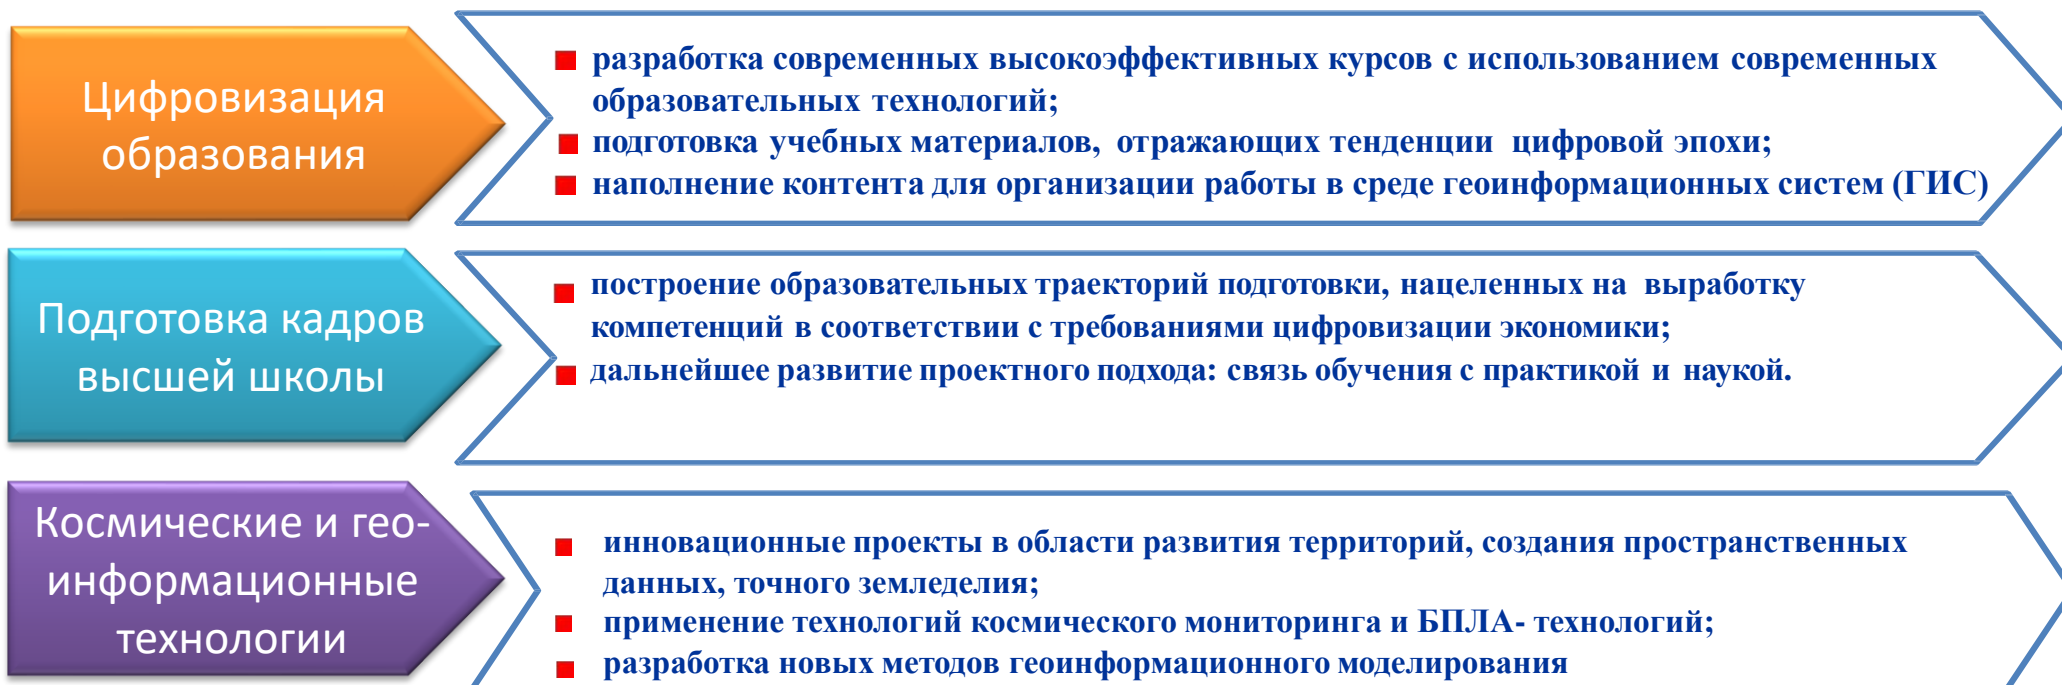 Цифровизация
образования
разработка современных высокоэффективных курсов с использованием современных
образовательных технологий;
подготовка учебных материалов, отражающих тенденции цифровой эпохи;
наполнение контента для организации работы в среде геоинформационных систем (ГИС)
Подготовка кадров
высшей школы
построение образовательных траекторий подготовки, нацеленных на выработку
компетенций в соответствии с требованиями цифровизации экономики;
дальнейшее развитие проектного подхода: связь обучения с практикой и наукой.
Космические и гео-
информационные
технологии
инновационные проекты в области развития территорий, создания пространственных
данных, точного земледелия;
применение технологий космического мониторинга и БПЛА- технологий;
разработка новых методов геоинформационного моделирования